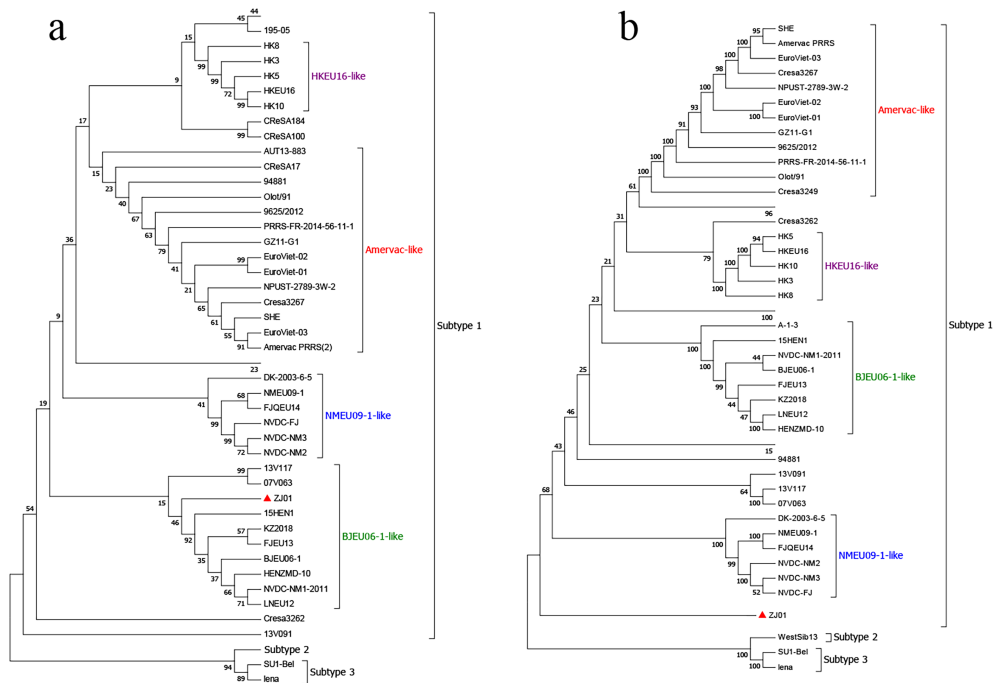 a
44
45
195-05
15
HK8
HK3
99
HK5
99
HKEU16-like
72
HKEU16
99
HK10
9
CReSA184
99
CReSA100
17
AUT13-883
15
CReSA17
23
94881
40
Olot/91
67
9625/2012
63
PRRS-FR-2014-56-11-1
79
GZ11-G1
41
Amervac-like
EuroViet-02
99
EuroViet-01
21
NPUST-2789-3W-2
65
Cresa3267
61
SHE
55
EuroViet-03
91
Amervac PRRS(2)
Subtype 1
36
9
23
DK-2003-6-5
41
NMEU09-1
68
FJQEU14
99
NMEU09-1-like
NVDC-FJ
99
NVDC-NM3
72
NVDC-NM2
19
13V117
99
07V063
15
ZJ01
46
15HEN1
92
KZ2018
57
FJEU13
35
BJEU06-1-like
BJEU06-1
37
HENZMD-10
66
NVDC-NM1-2011
71
LNEU12
54
Cresa3262
13V091
Subtype 2
94
SU1-Bel
89
Iena
Subtype 3
b
SHE
95
Amervac PRRS
100
EuroViet-03
100
Cresa3267
98
NPUST-2789-3W-2
99
EuroViet-02
100
EuroViet-01
93
Amervac-like
GZ11-G1
91
9625/2012
100
PRRS-FR-2014-56-11-1
100
Olot/91
100
Cresa3249
61
96
31
Cresa3262
79
HK5
94
HKEU16
100
HK10
100
HKEU16-like
HK3
100
HK8
21
100
A-1-3
100
15HEN1
100
NVDC-NM1-2011
44
BJEU06-1
99
FJEU13
BJEU06-1-like
44
KZ2018
47
LNEU12
100
HENZMD-10
23
15
25
94881
46
13V091
64
13V117
100
07V063
43
DK-2003-6-5
100
NMEU09-1
100
FJQEU14
99
NMEU09-1-like
NVDC-NM2
100
NVDC-NM3
52
NVDC-FJ
68
ZJ01
Subtype 1
WestSib13
Subtype 2
100
SU1-Bel
100
Iena
Subtype 3